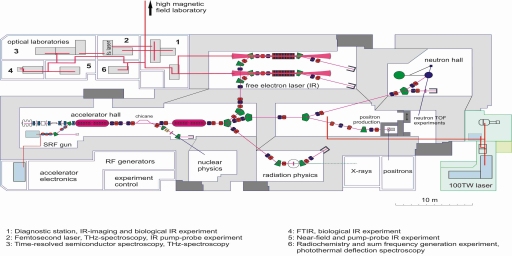 high magnetic
field laboratory
optical laboratories
3
2
1
4
5
6
fs laser
neutron hall
free electron laser (IR)
accelerator hall
chicane
positron
production
neutron TOF
experiments
SRF gun
nuclear
physics
RF generators
accelerator
electronics
experiment
control
radiation physics
X-rays
positrons
100TW laser
10 m
1: Diagnostic station, IR-imaging and biological IR experiment
2: Femtosecond laser, THz-spectroscopy, IR pump-probe experiment
3: Time-resolved semiconductor spectroscopy, THz-spectroscopy
4: FTIR, biological IR experiment
5: Near-field and pump-probe IR experiment
6: Radiochemistry and sum frequency generation experiment,
photothermal deflection spectroscopy